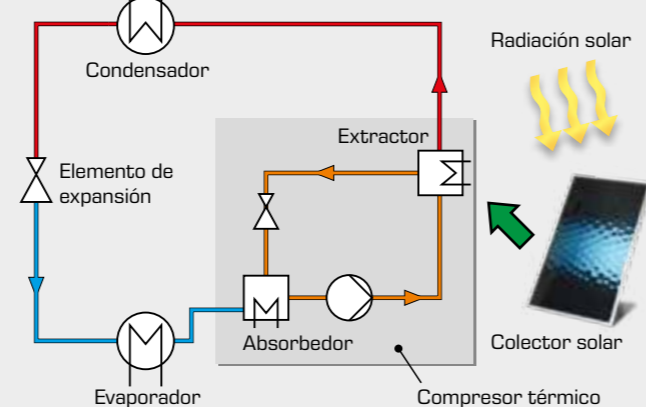 Radiación solar
Condensador
Extractor
Elemento de
expansión
Absorbedor
Colector solar
Evaporador
Compresor térmico